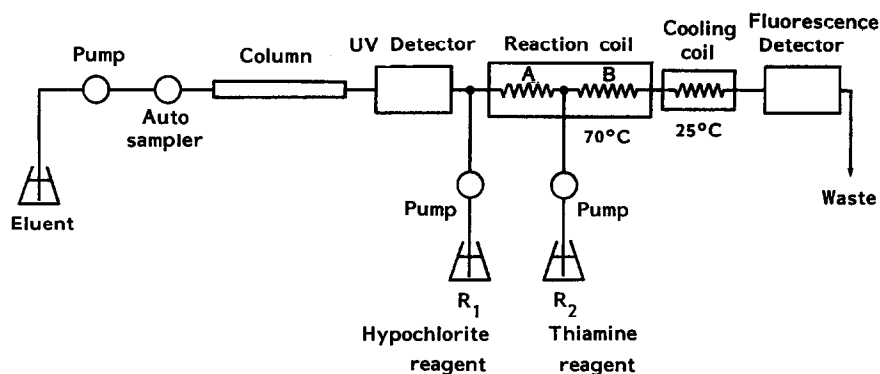 Pump
Column
UV Detector
Reaction coil
Cooling
coil
Fluorescence
Detector
A
B
Auto
sampler
70°C
25°C
Eluent
Pump
Pump
Waste
R1
R2
Hypochlorite
reagent
Thiamine
reagent